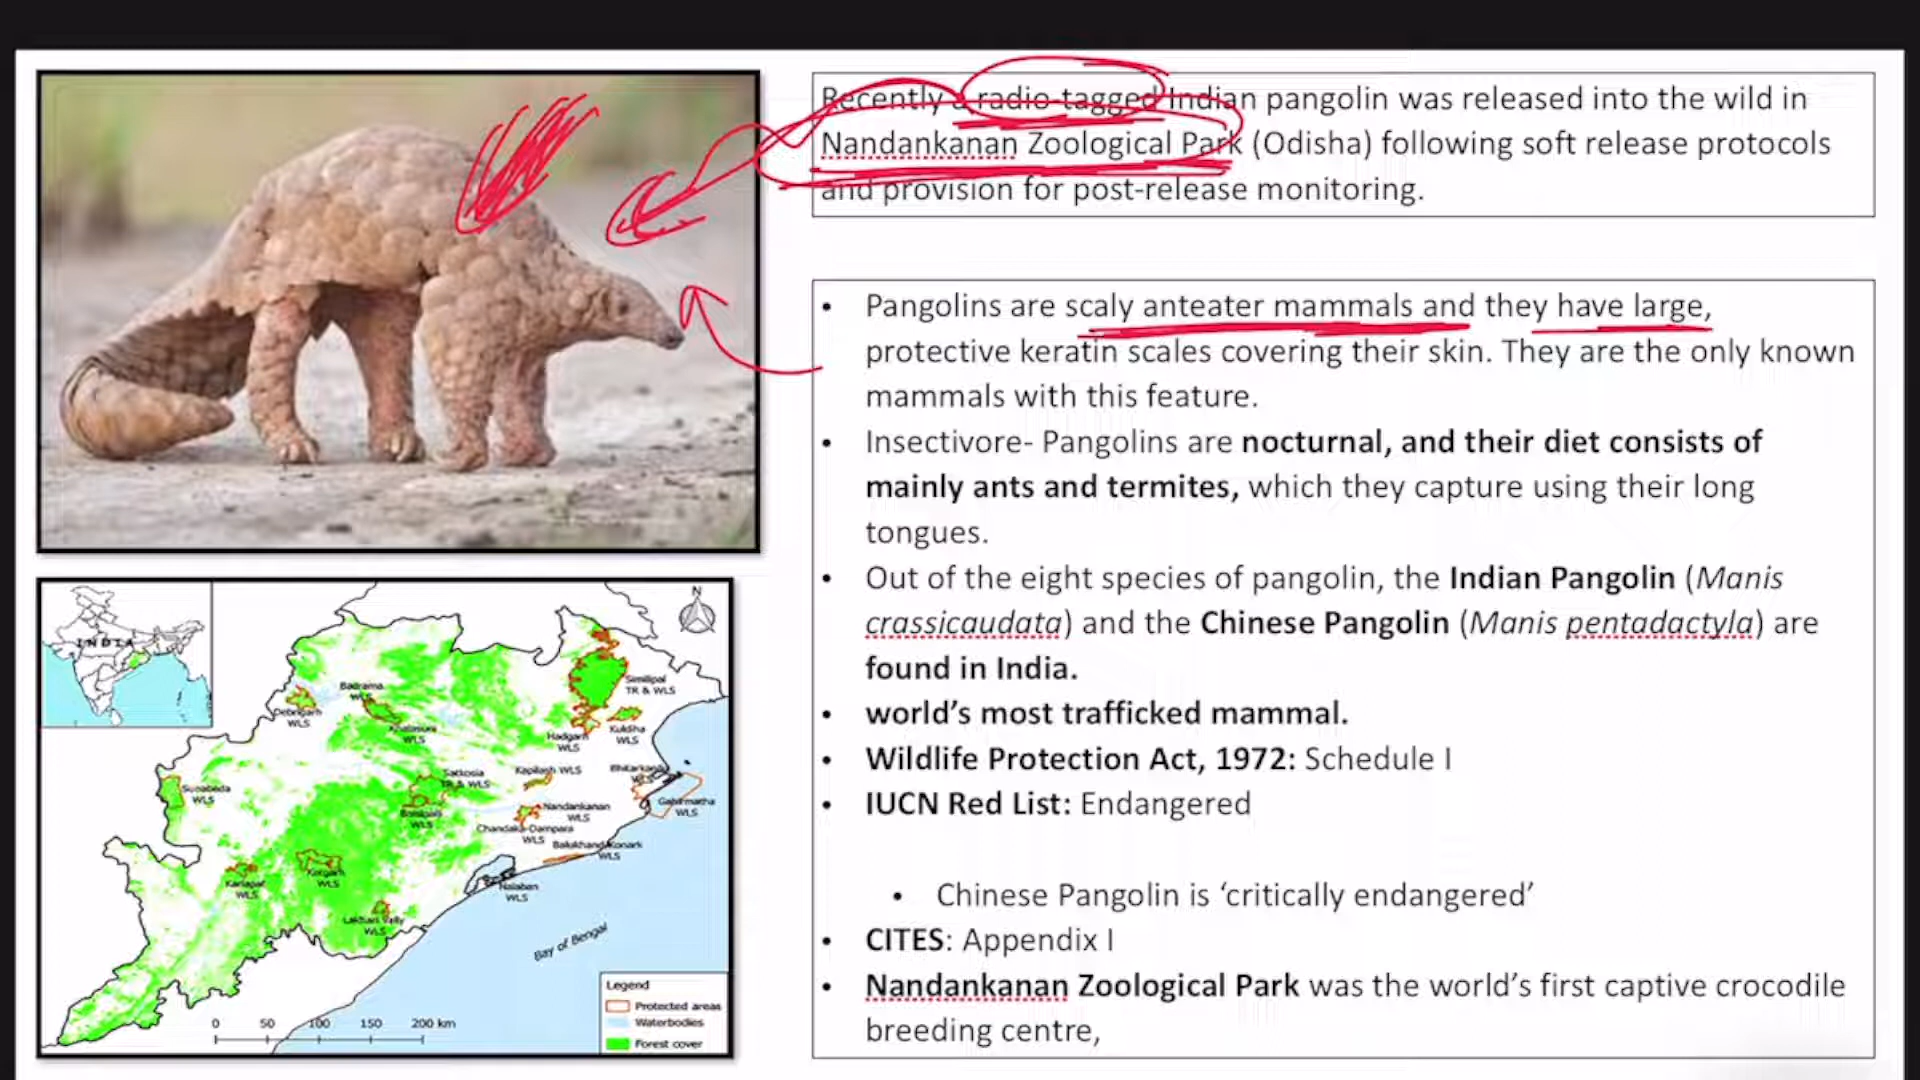 Recently a radio-tagged Indian pangolin was released into the wild in
Nandankanan Zoological Park (Odisha) following soft release protocols
and provision for post-release monitoring.
• Pangolins are scaly anteater mammals and they have large,
protective keratin scales covering their skin. They are the only known
mammals with this feature.
• Insectivore- Pangolins are nocturnal, and their diet consists of
mainly ants and termites, which they capture using their long
tongues.
• Out of the eight species of pangolin, the Indian Pangolin (Manis
crassicaudata) and the Chinese Pangolin (Manis pentadactyla) are
found in India.
• world’s most trafficked mammal.
• Wildlife Protection Act, 1972: Schedule I
• IUCN Red List: Endangered
• Chinese Pangolin is ‘critically endangered’
• CITES: Appendix I
• Nandankanan Zoological Park was the world’s first captive crocodile
breeding centre,
INDIA
N
Similipal
TR & WLS
Badrama
WLS
Debrigarh
WLS
WLS
Hadgarh
WLS
Kuldiha
WLS
Satkosia
TR & WLS
Kapilash WLS
WLS
Gahirmatha
WLS
Sunabeda
WLS
WLS
Nandankanan
WLS
Chandaka-Dampara
WLS
Balukhand Konark
WLS
Karlapat
WLS
Kotgarh
WLS
Nalaban
WLS
Lakhari Vally
WLS
Bay of Bengal
0 50 100 150 200 km
Legend
Protected areas
Waterbodies
Forest cover